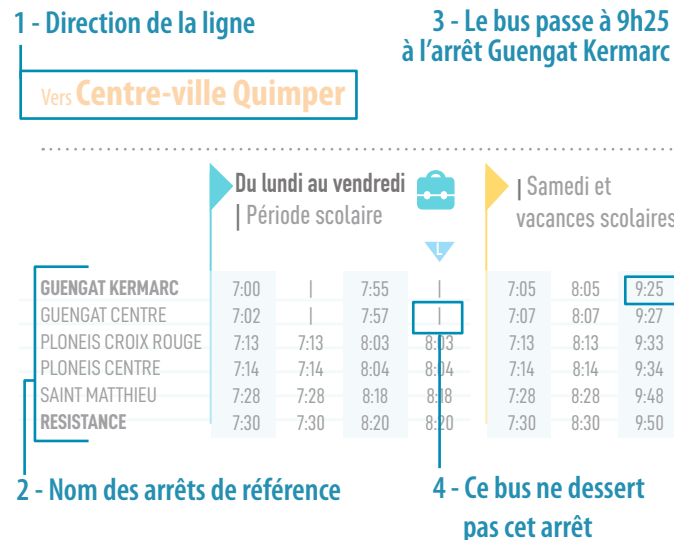 1 - Direction de la ligne
3 - Le bus passe à 9h25
à l'arrêt Guengat Kermarc
Vers Centre-ville Quimper
Du lundi au vendredi
| Période scolaire
| Samedi et
vacances scolaires
L
GUENGAT KERMARC 7:00 | 7:55 | 7:05 8:05 9:25
GUENGAT CENTRE 7:02 | 7:57 | 7:07 8:07 9:27
PLONEIS CROIX ROUGE 7:13 7:13 8:03 8:03 7:13 8:13 9:33
PLONEIS CENTRE 7:14 7:14 8:04 8:04 7:14 8:14 9:34
SAINT MATTHIEU 7:28 7:28 8:18 8:18 7:28 8:28 9:48
RESISTANCE 7:30 7:30 8:20 8:20 7:30 8:30 9:50
2 - Nom des arrêts de référence
4 - Ce bus ne dessert
pas cet arrêt